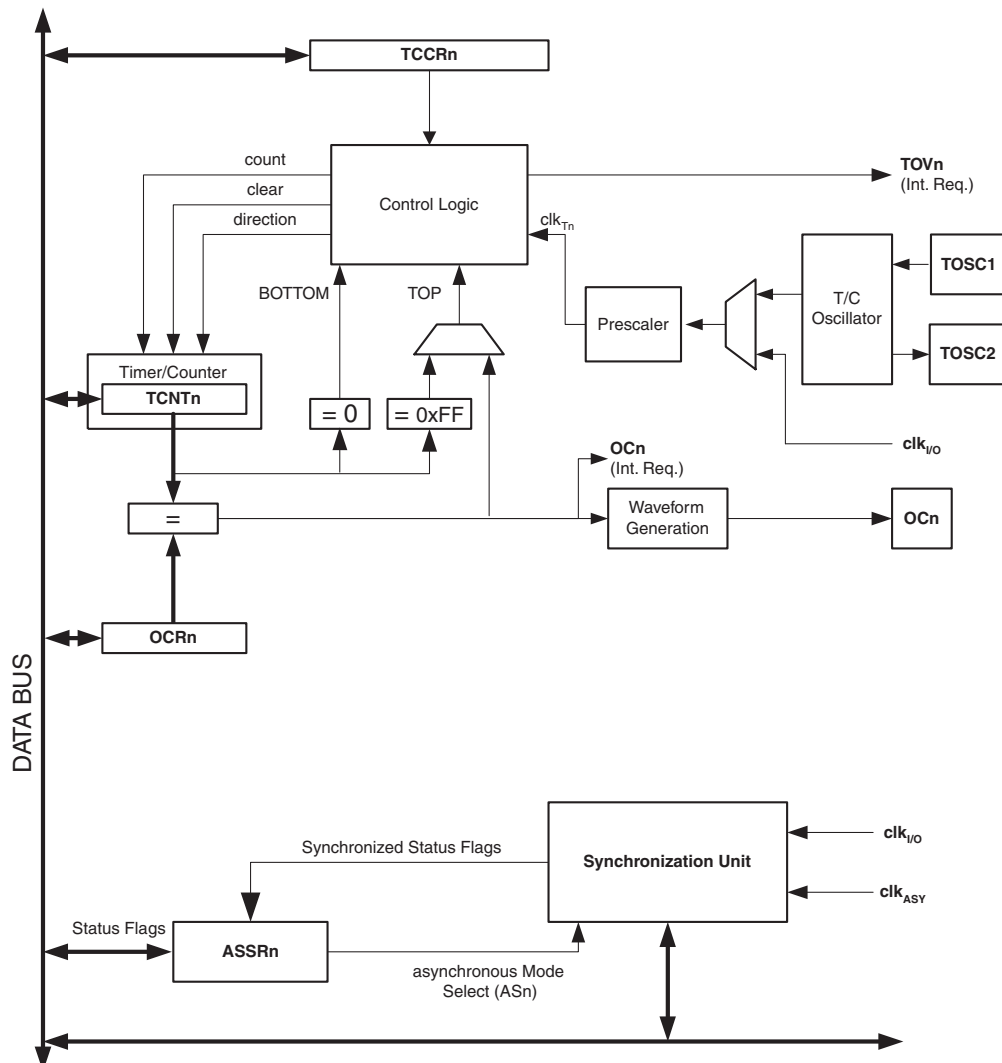 TCCRn
count
clear
direction
Control Logic
clkTn
TOVn
(Int. Req.)
BOTTOM
TOP
Prescaler
T/C
Oscillator
TOSC1
TOSC2
Timer/Counter
TCNTn
= 0
= 0xFF
clkI/O
OCn
(Int. Req.)
=
Waveform
Generation
OCn
OCRn
DATA BUS
Synchronized Status Flags
Synchronization Unit
clkI/O
clkASY
Status Flags
ASSRn
asynchronous Mode
Select (ASn)